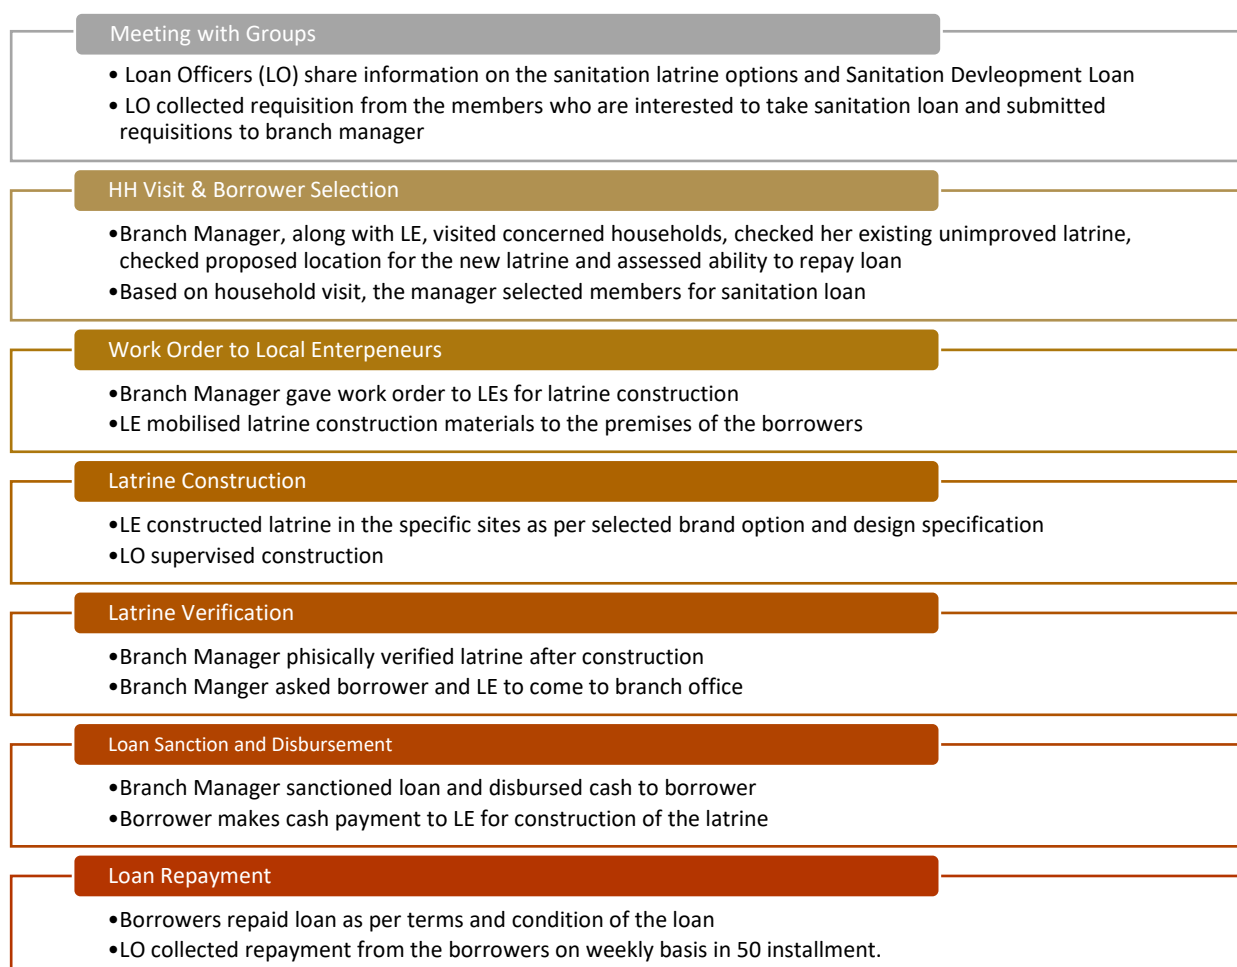 Meeting with Groups
• Loan Officers (LO) share information on the sanitation latrine options and Sanitation Devleopment Loan
• LO collected requisition from the members who are interested to take sanitation loan and submitted
requisitions to branch manager
HH Visit & Borrower Selection
•Branch Manager, along with LE, visited concerned households, checked her existing unimproved latrine,
checked proposed location for the new latrine and assessed ability to repay loan
•Based on household visit, the manager selected members for sanitation loan
Work Order to Local Enterpeneurs
•Branch Manager gave work order to LEs for latrine construction
•LE mobilised latrine construction materials to the premises of the borrowers
Latrine Construction
•LE constructed latrine in the specific sites as per selected brand option and design specification
•LO supervised construction
Latrine Verification
•Branch Manager phisically verified latrine after construction
•Branch Manger asked borrower and LE to come to branch office
Loan Sanction and Disbursement
•Branch Manager sanctioned loan and disbursed cash to borrower
•Borrower makes cash payment to LE for construction of the latrine
Loan Repayment
•Borrowers repaid loan as per terms and condition of the loan
•LO collected repayment from the borrowers on weekly basis in 50 installment.